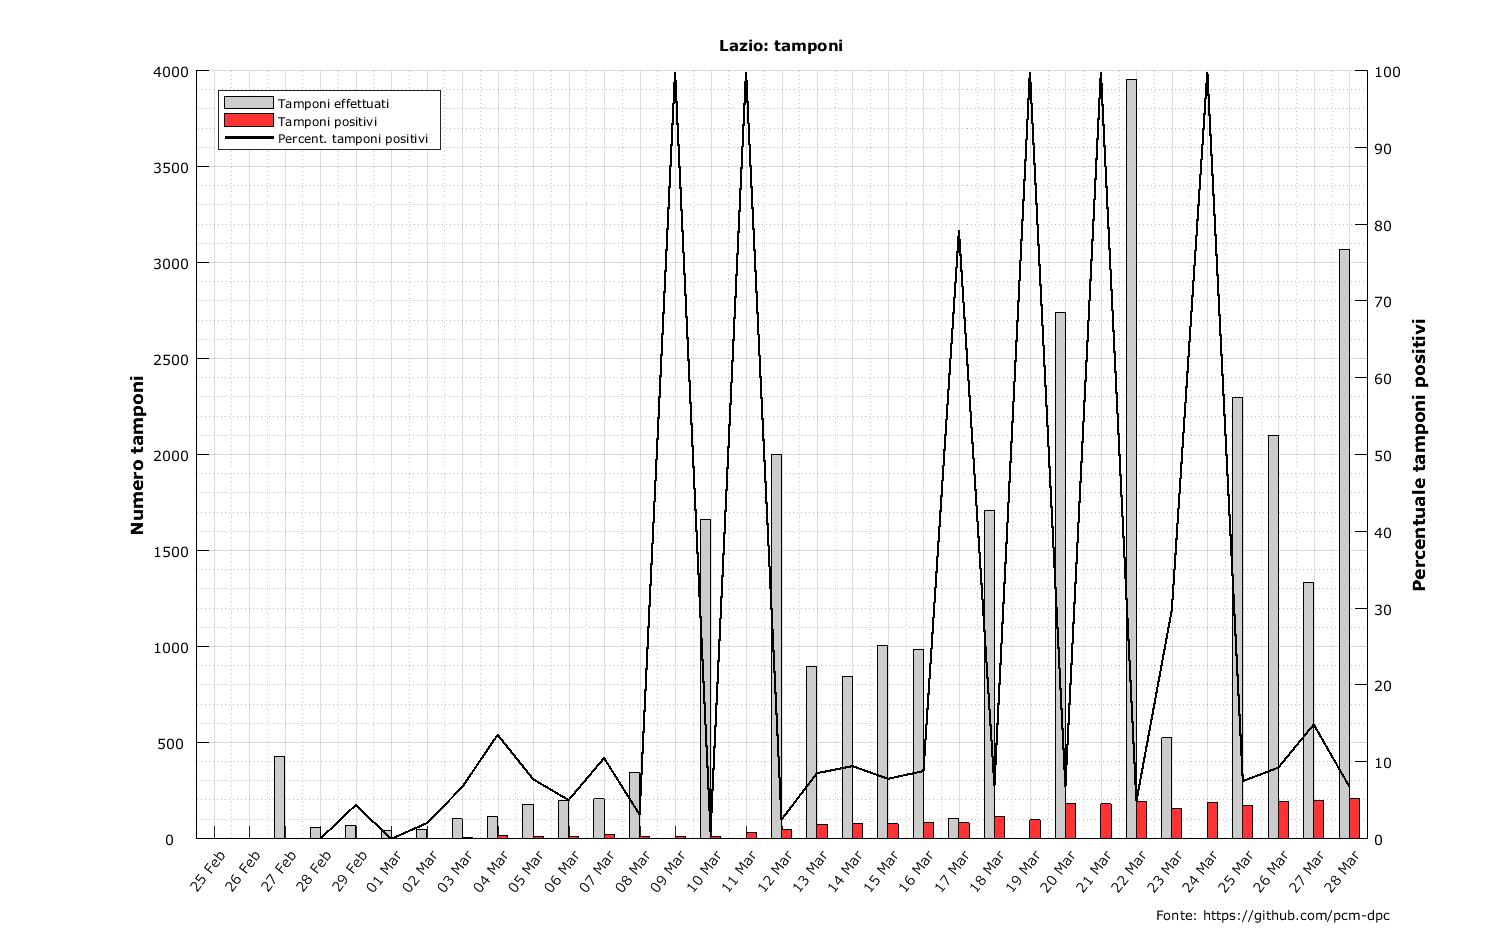 Lazio: tamponi
Tamponi effettuati
Tamponi positivi
Percent. tamponi positivi
Numero tamponi
4000
3500
3000
2500
2000
1500
1000
500
0
Percentuale tamponi positivi
100
90
80
70
60
50
40
30
20
10
0
25 Feb
26 Feb
27 Feb
28 Feb
29 Feb
01 Mar
02 Mar
03 Mar
04 Mar
05 Mar
06 Mar
07 Mar
08 Mar
09 Mar
10 Mar
11 Mar
12 Mar
13 Mar
14 Mar
15 Mar
16 Mar
17 Mar
18 Mar
19 Mar
20 Mar
21 Mar
22 Mar
23 Mar
24 Mar
25 Mar
26 Mar
27 Mar
28 Mar
Fonte: https://github.com/pcm-dpc